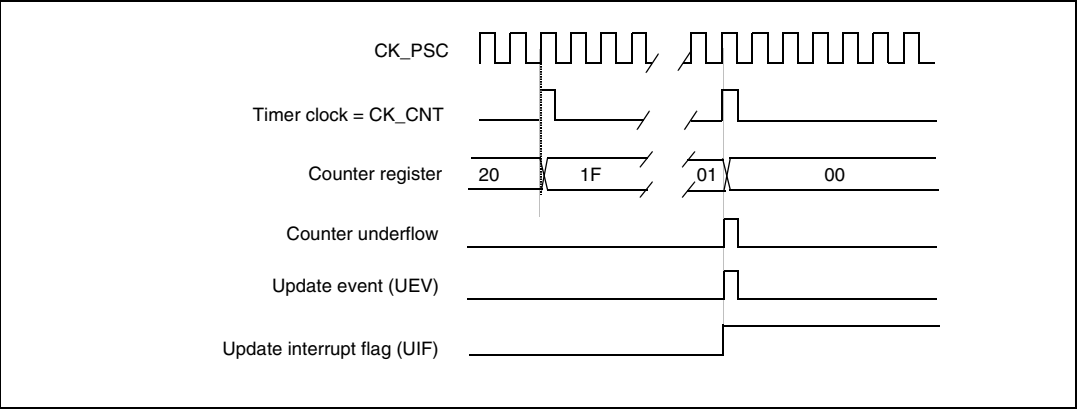 CK_PSC
Timer clock = CK_CNT
Counter register 20 1F 01 00
Counter underflow
Update event (UEV)
Update interrupt flag (UIF)